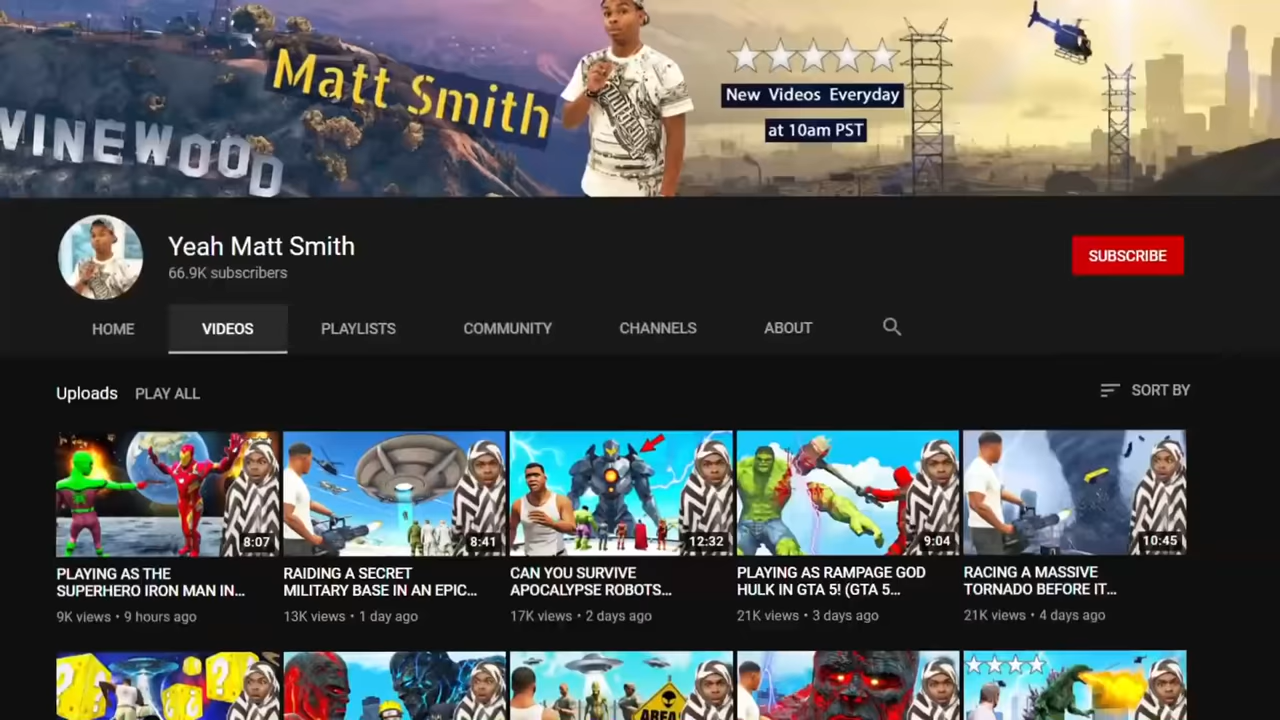 Matt Smith
New Videos Everyday
at 10am PST
VINEWOOD
Yeah Matt Smith
66.9K subscribers
SUBSCRIBE
HOME
VIDEOS
PLAYLISTS
COMMUNITY
CHANNELS
ABOUT
Uploads
PLAY ALL
SORT BY
8:07
8:41
12:32
9:04
10:45
PLAYING AS THE
SUPERHERO IRON MAN IN...
9K views • 9 hours ago
RAIDING A SECRET
MILITARY BASE IN AN EPIC...
13K views • 1 day ago
CAN YOU SURVIVE
APOCALYPSE ROBOTS...
17K views • 2 days ago
PLAYING AS RAMPAGE GOD
HULK IN GTA 5! (GTA 5...
21K views • 3 days ago
RACING A MASSIVE
TORNADO BEFORE IT...
21K views • 4 days ago
? ? ?
AREA